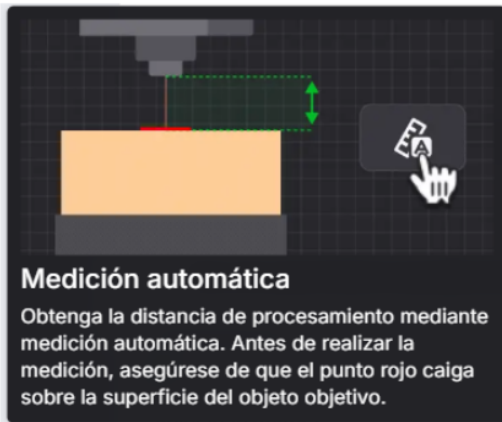 A
Medición automática
Obtenga la distancia de procesamiento mediante
medición automática. Antes de realizar la
medición, asegúrese de que el punto rojo caiga
sobre la superficie del objeto objetivo.